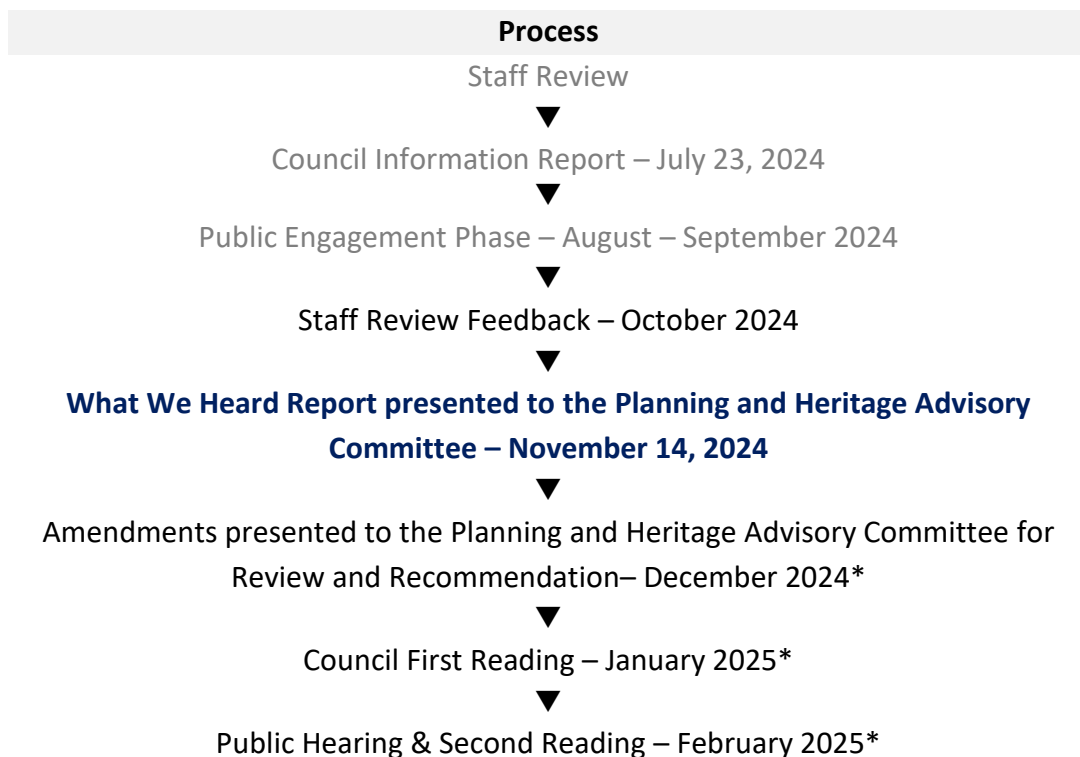 Process
Staff Review
▼
Council Information Report – July 23, 2024
▼
Public Engagement Phase – August – September 2024
▼
Staff Review Feedback – October 2024
▼
What We Heard Report presented to the Planning and Heritage Advisory
Committee – November 14, 2024
▼
Amendments presented to the Planning and Heritage Advisory Committee for
Review and Recommendation– December 2024*
▼
Council First Reading – January 2025*
▼
Public Hearing & Second Reading – February 2025*